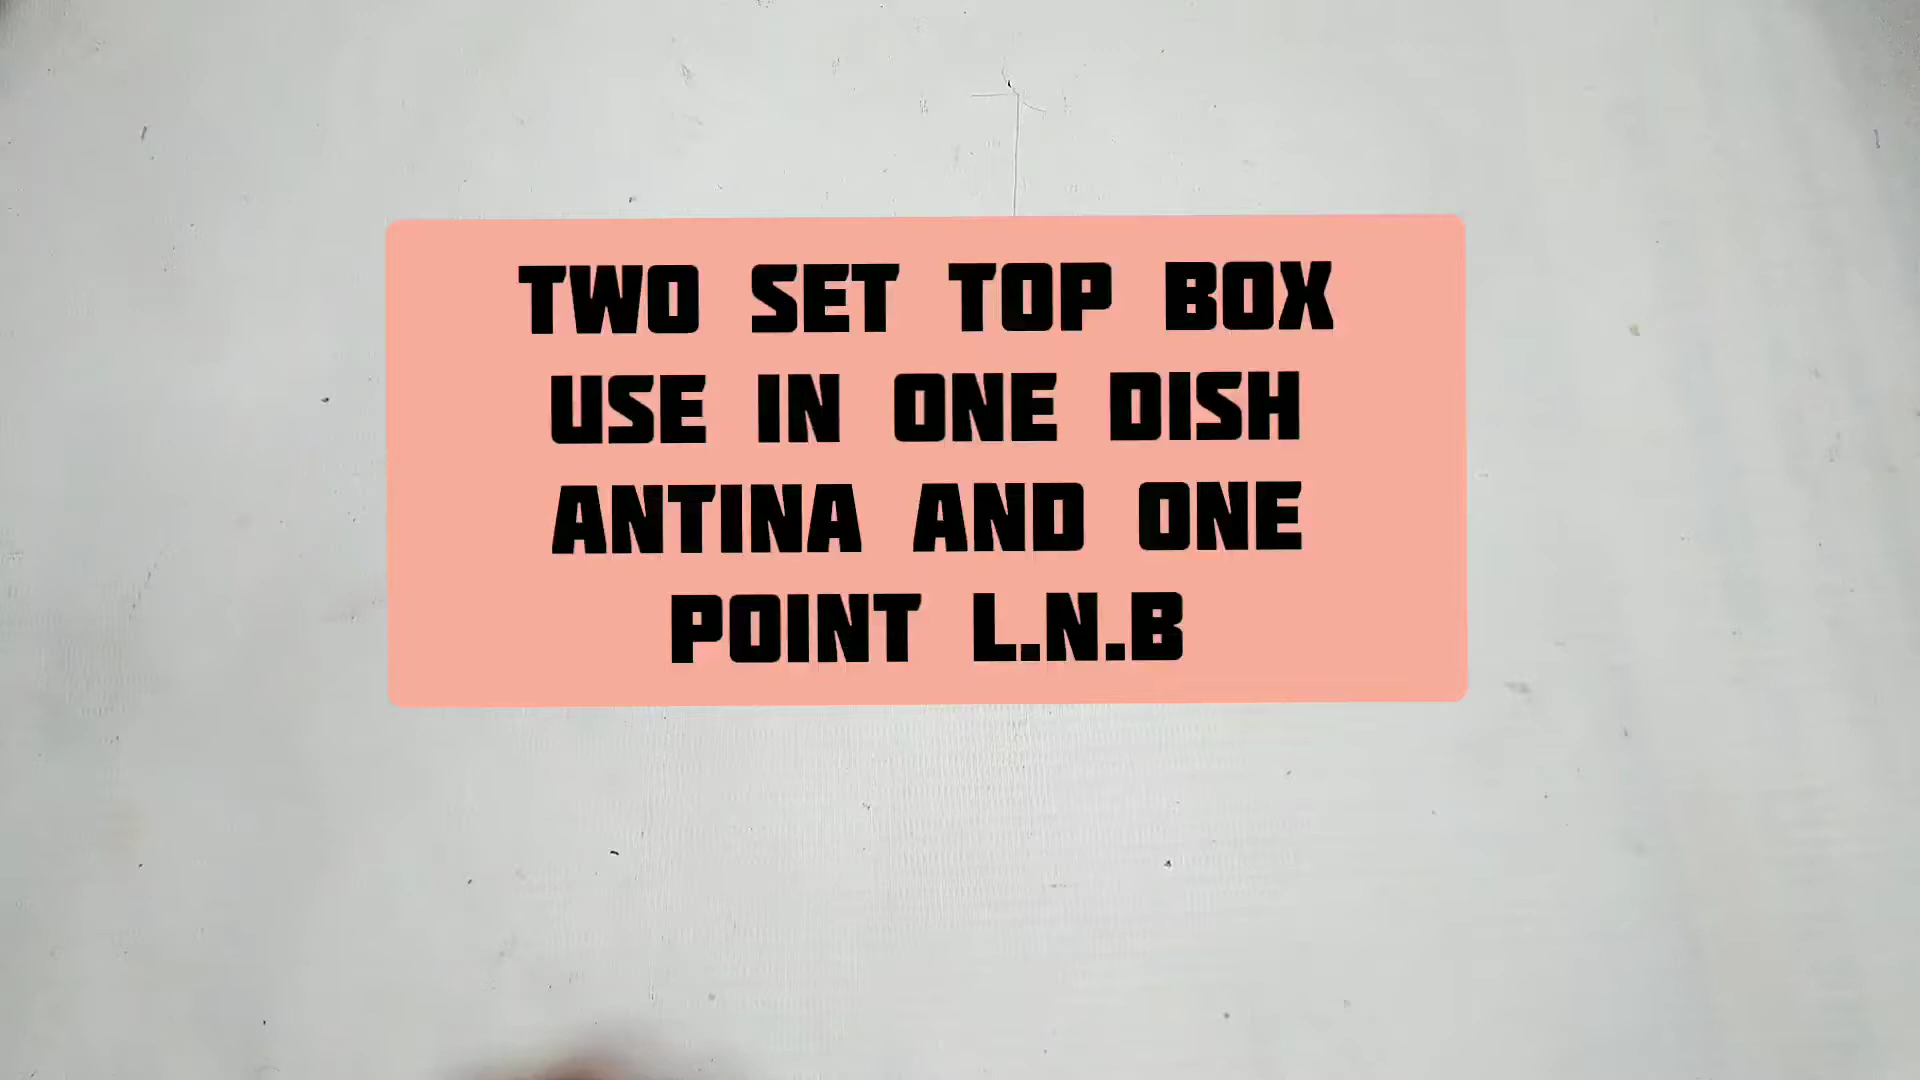 TWO SET TOP BOX
USE IN ONE DISH
ANTINA AND ONE
POINT L.N.B